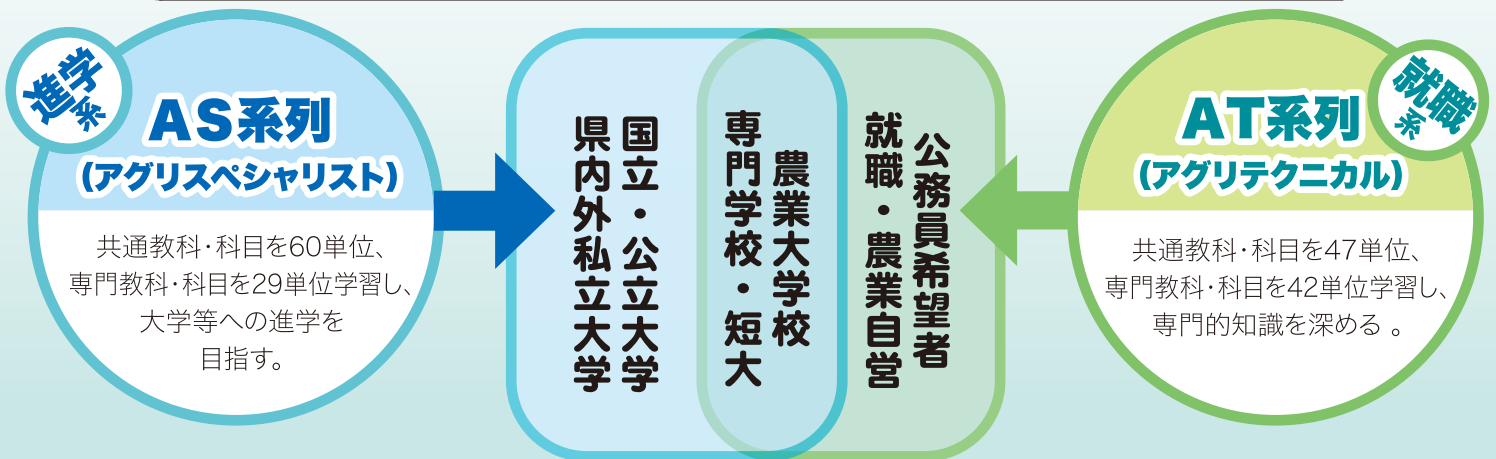 進学系
AS系列
（アグリスペシャリスト）
共通教科・科目を60単位、
専門教科・科目を29単位学習し、
大学等への進学を
目指す。
国立・公立大学
県内外私立大学
農業大学校
専門学校・短大
公務員希望者
就職・農業自営
就職系
AT系列
（アグリテクニカル）
共通教科・科目を47単位、
専門教科・科目を42単位学習し、
専門的知識を深める 。